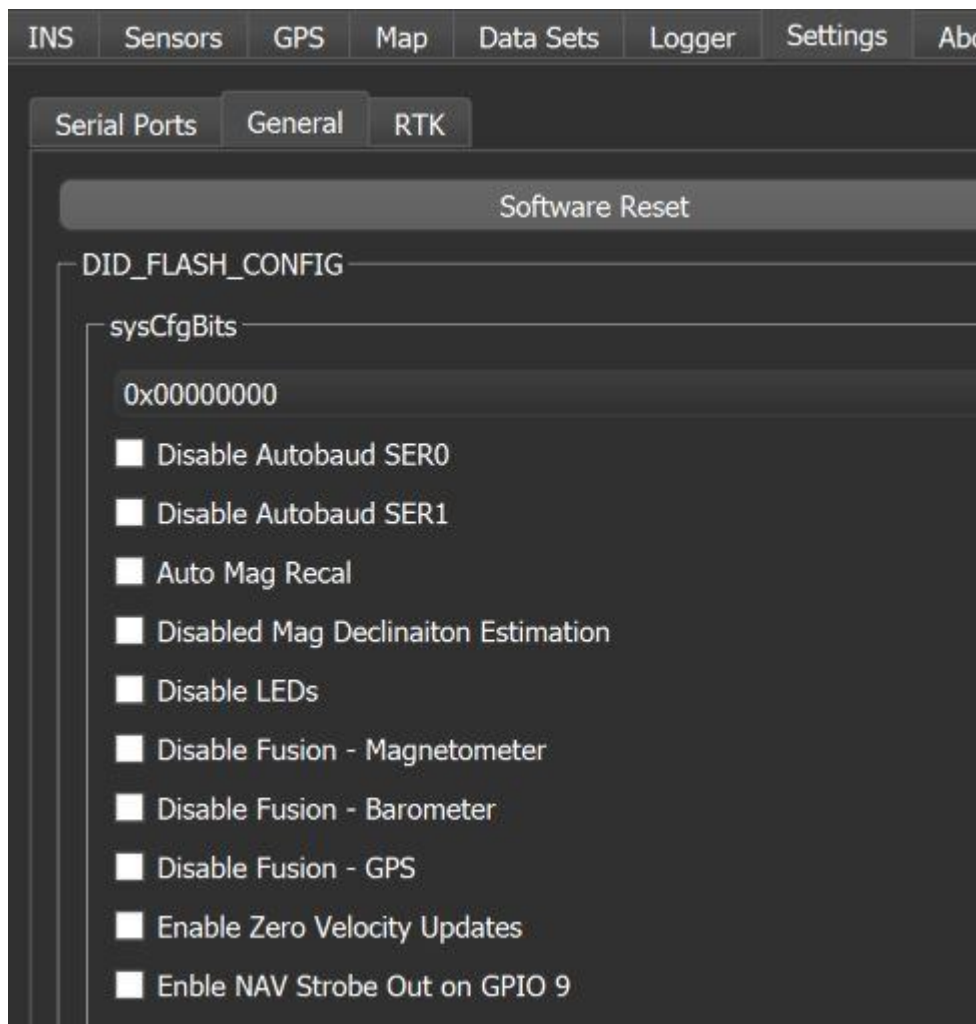 INS Sensors GPS Map Data Sets Logger Settings
Serial Ports General RTK
Software Reset
DID_FLASH_CONFIG
sysCfgBits
0x00000000
Disable Autobaud SER0
Disable Autobaud SER1
Auto Mag Recal
Disabled Mag Declinaiton Estimation
Disable LEDs
Disable Fusion - Magnetometer
Disable Fusion - Barometer
Disable Fusion - GPS
Enable Zero Velocity Updates
Enble NAV Strobe Out on GPIO 9